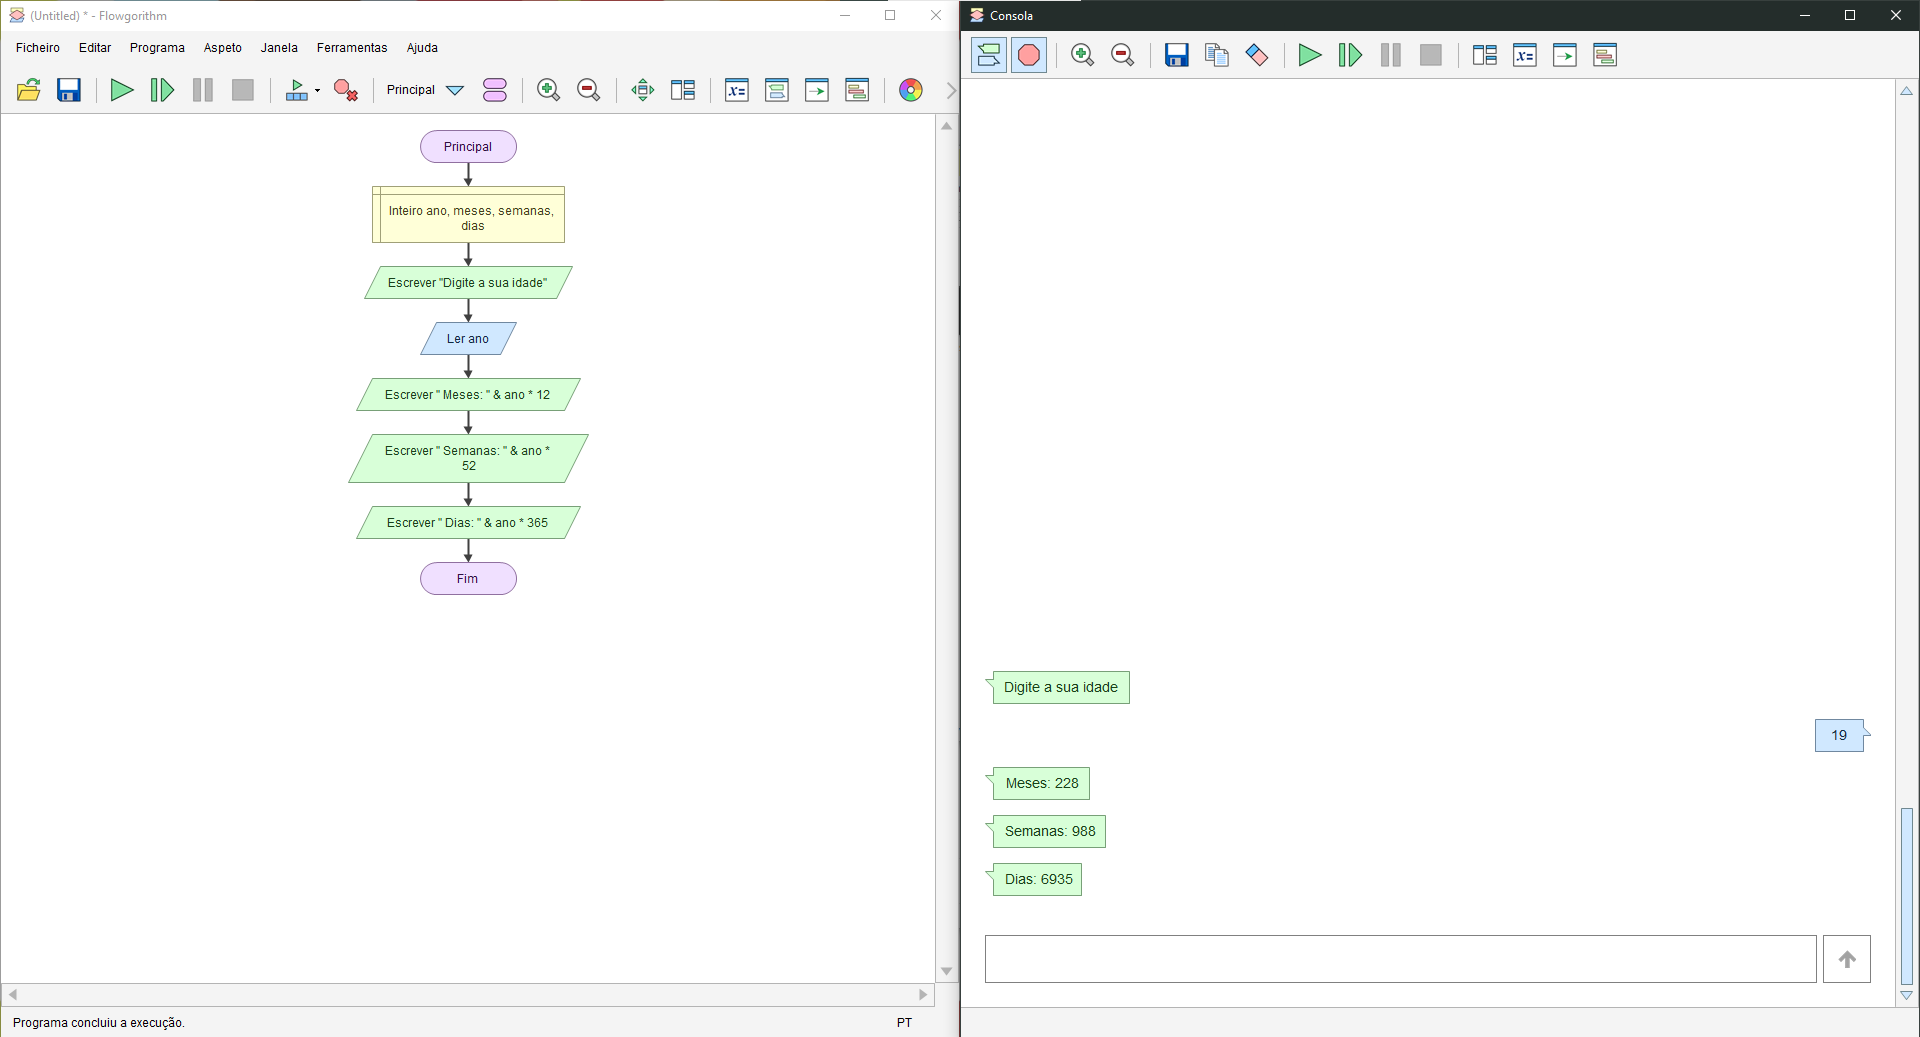 (Untitled) * - Flowgorithm
Ficheiro Editar Programa Aspeto Janela Ferramentas Ajuda
Principal
x=
Principal
Inteiro ano, meses, semanas,
dias
Escrever "Digite a sua idade"
Ler ano
Escrever " Meses: " & ano * 12
Escrever " Semanas: " & ano *
52
Escrever " Dias: " & ano * 365
Fim
Programa concluiu a execução.
PT
Consola
x=
Digite a sua idade
19
Meses: 228
Semanas: 988
Dias: 6935